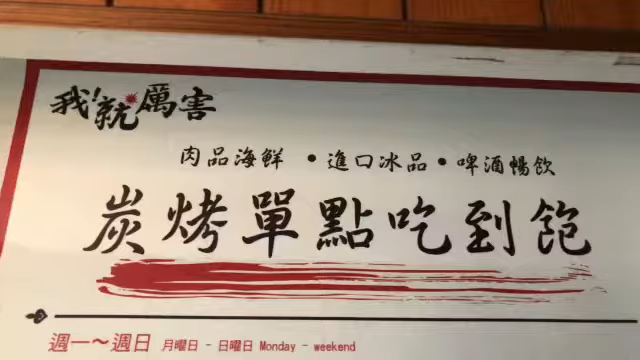 我!就厲害
肉品海鮮 • 進口冰品 • 啤酒暢飲
炭烤單點吃到飽
週一～週日 月曜日 - 日曜日 Monday - weekend